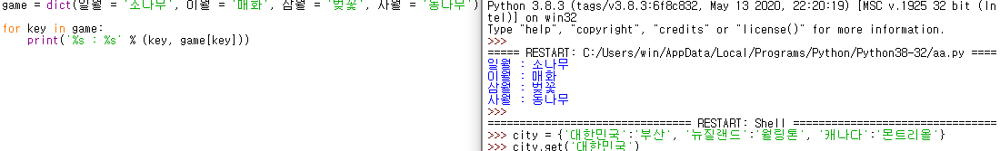 game = dict(일월 = '소나무', 이월 = '매화', 삼월 = '벚꽃', 사월 = '등나무')
for key in game:
print('%s : %s' % (key, game[key]))
Python 3.8.3 (tags/v3.8.3:6f8c832, May 13 2020, 22:20:19) [MSC v.1925 32 bit (In
tel)] on win32
Type "help", "copyright", "credits" or "license()" for more information.
>>>
===== RESTART: C:/Users/win/AppData/Local/Programs/Python/Python38-32/aa.py ====
일월 : 소나무
이월 : 매화
삼월 : 벚꽃
사월 : 등나무
>>>
================================ RESTART: Shell ================================
>>> city = {'대한민국':'부산', '뉴질랜드':'웰링톤', '캐나다':'몬트리올'}
>>> city.get('대한민국')